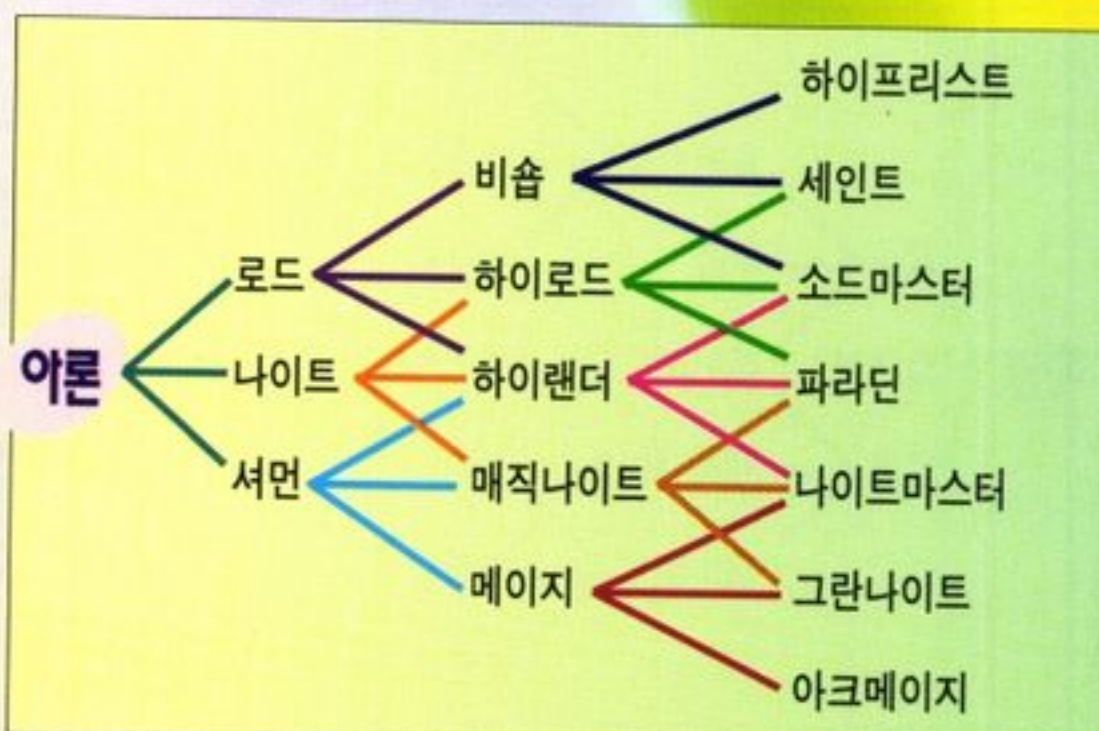 아론
로드
나이트
셔먼
비숍
하이로드
하이랜더
매직나이트
메이지
하이프리스트
세인트
소드마스터
파라딘
나이트마스터
그란나이트
아크메이지